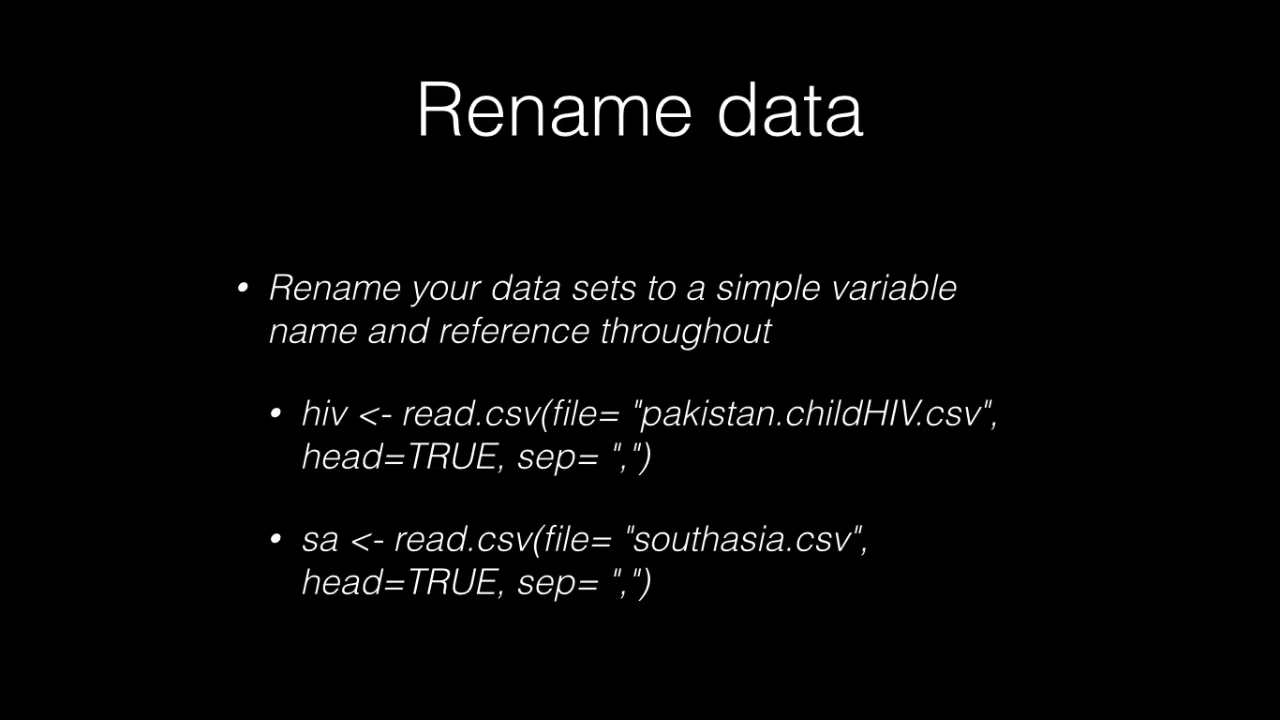 Rename data
• Rename your data sets to a simple variable
name and reference throughout
• hiv <- read.csv(file= "pakistan.childHIV.csv",
head=TRUE, sep= ",")
• sa <- read.csv(file= "southasia.csv",
head=TRUE, sep= ",")